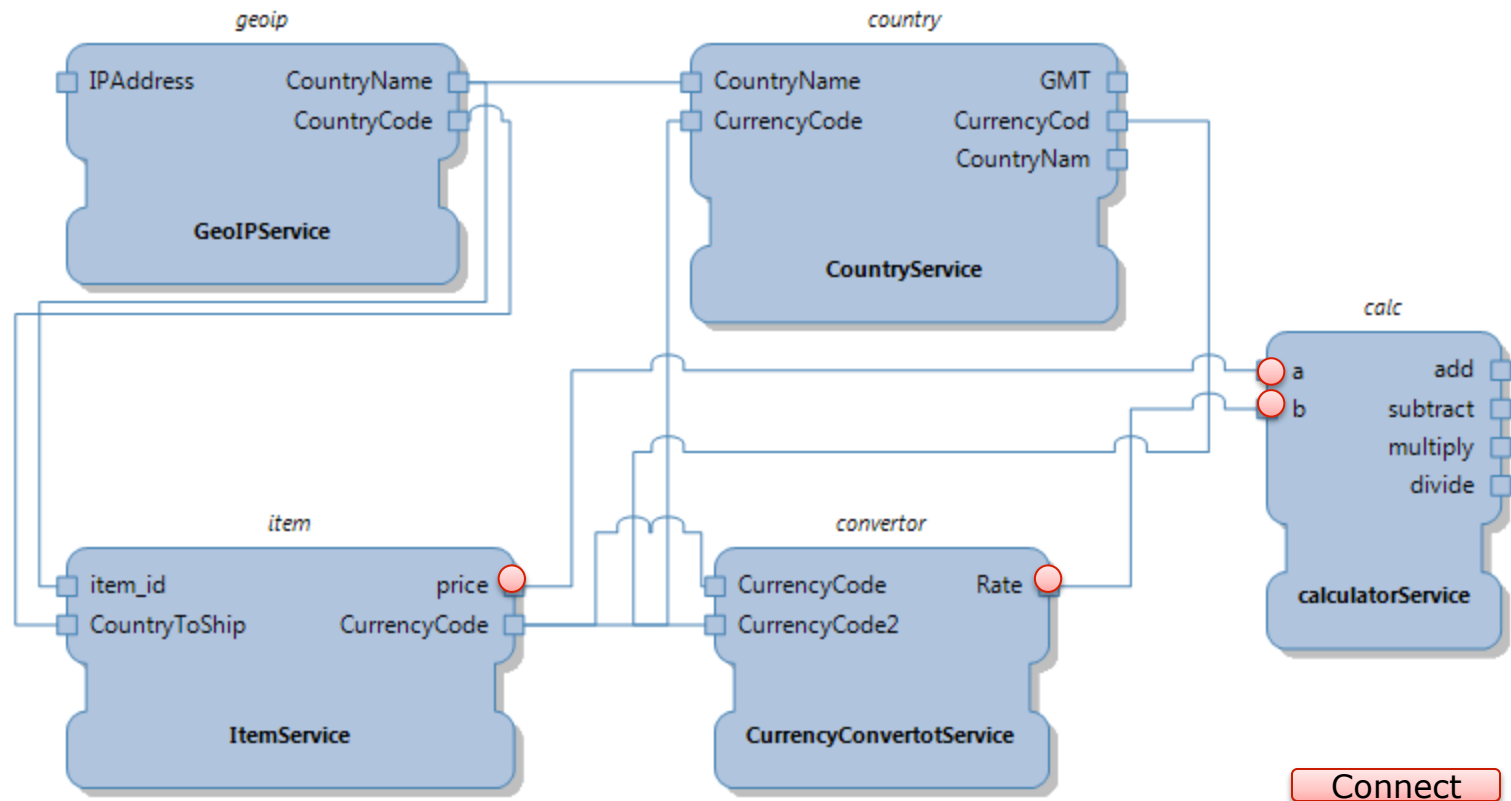 geoip
IPAddress
CountryName
CountryCode
GeoIPService
country
CountryName
CurrencyCode
GMT
CurrencyCod
CountryNam
CountryService
calc
a
b
add
subtract
multiply
divide
calculatorService
item
item_id
CountryToShip
price
CurrencyCode
ItemService
convertor
CurrencyCode
CurrencyCode2
Rate
CurrencyConvertotService
Connect